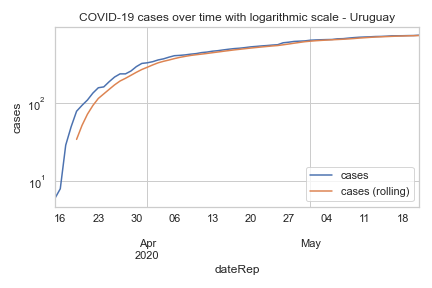 COVID-19 cases over time with logarithmic scale - Uruguay
cases
10²
10¹
cases
cases (rolling)
16 23 30 06 13 20 27 04 11 18
Apr May
2020
dateRep